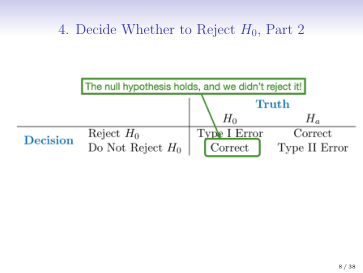 4. Decide Whether to Reject H₀, Part 2
The null hypothesis holds, and we didn't reject it!
Truth
H₀ Hₐ
Decision
Reject H₀ Type I Error Correct
Do Not Reject H₀ Correct Type II Error
8 / 38